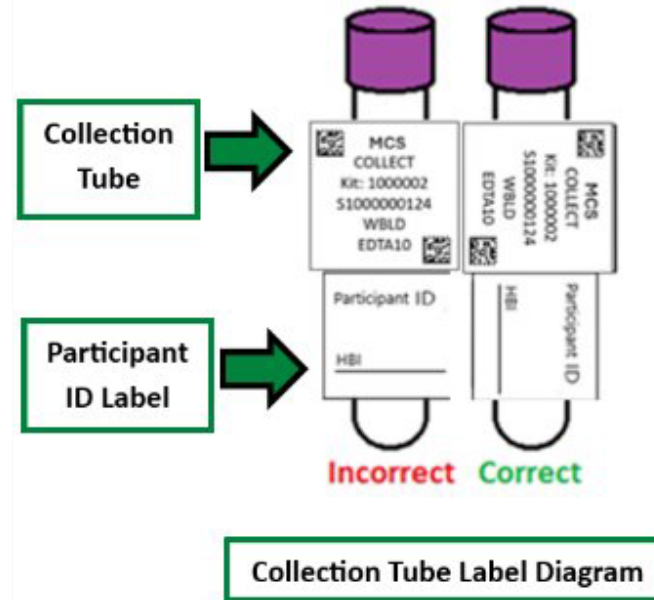 Collection
Tube
MCS
COLLECT
Kit: 1000002
S1000000124
WBLD
EDTA10
MCS
COLLECT
Kit: 1000002
S1000000124
WBLD
EDTA10
Participant
ID Label
Participant ID
HBI
Participant ID
HBI
Incorrect
Correct
Collection Tube Label Diagram